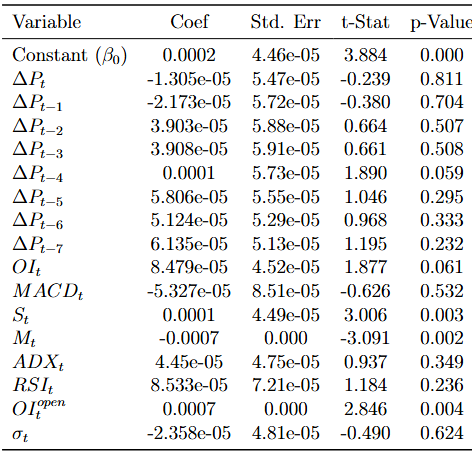 Variable Coef Std. Err t-Stat p-Value
Constant (β₀) 0.0002 4.46e-05 3.884 0.000
ΔPₜ -1.305e-05 5.47e-05 -0.239 0.811
ΔPₜ₋₁ -2.173e-05 5.72e-05 -0.380 0.704
ΔPₜ₋₂ 3.903e-05 5.88e-05 0.664 0.507
ΔPₜ₋₃ 3.908e-05 5.91e-05 0.661 0.508
ΔPₜ₋₄ 0.0001 5.73e-05 1.890 0.059
ΔPₜ₋₅ 5.806e-05 5.55e-05 1.046 0.295
ΔPₜ₋₆ 5.124e-05 5.29e-05 0.968 0.333
ΔPₜ₋₇ 6.135e-05 5.13e-05 1.195 0.232
OIₜ 8.479e-05 4.52e-05 1.877 0.061
MACDₜ -5.327e-05 8.51e-05 -0.626 0.532
Sₜ 0.0001 4.49e-05 3.006 0.003
Mₜ -0.0007 0.000 -3.091 0.002
ADXₜ 4.45e-05 4.75e-05 0.937 0.349
RSIₜ 8.533e-05 7.21e-05 1.184 0.236
OIₜᵒᵖᵉⁿ 0.0007 0.000 2.846 0.004
σₜ -2.358e-05 4.81e-05 -0.490 0.624